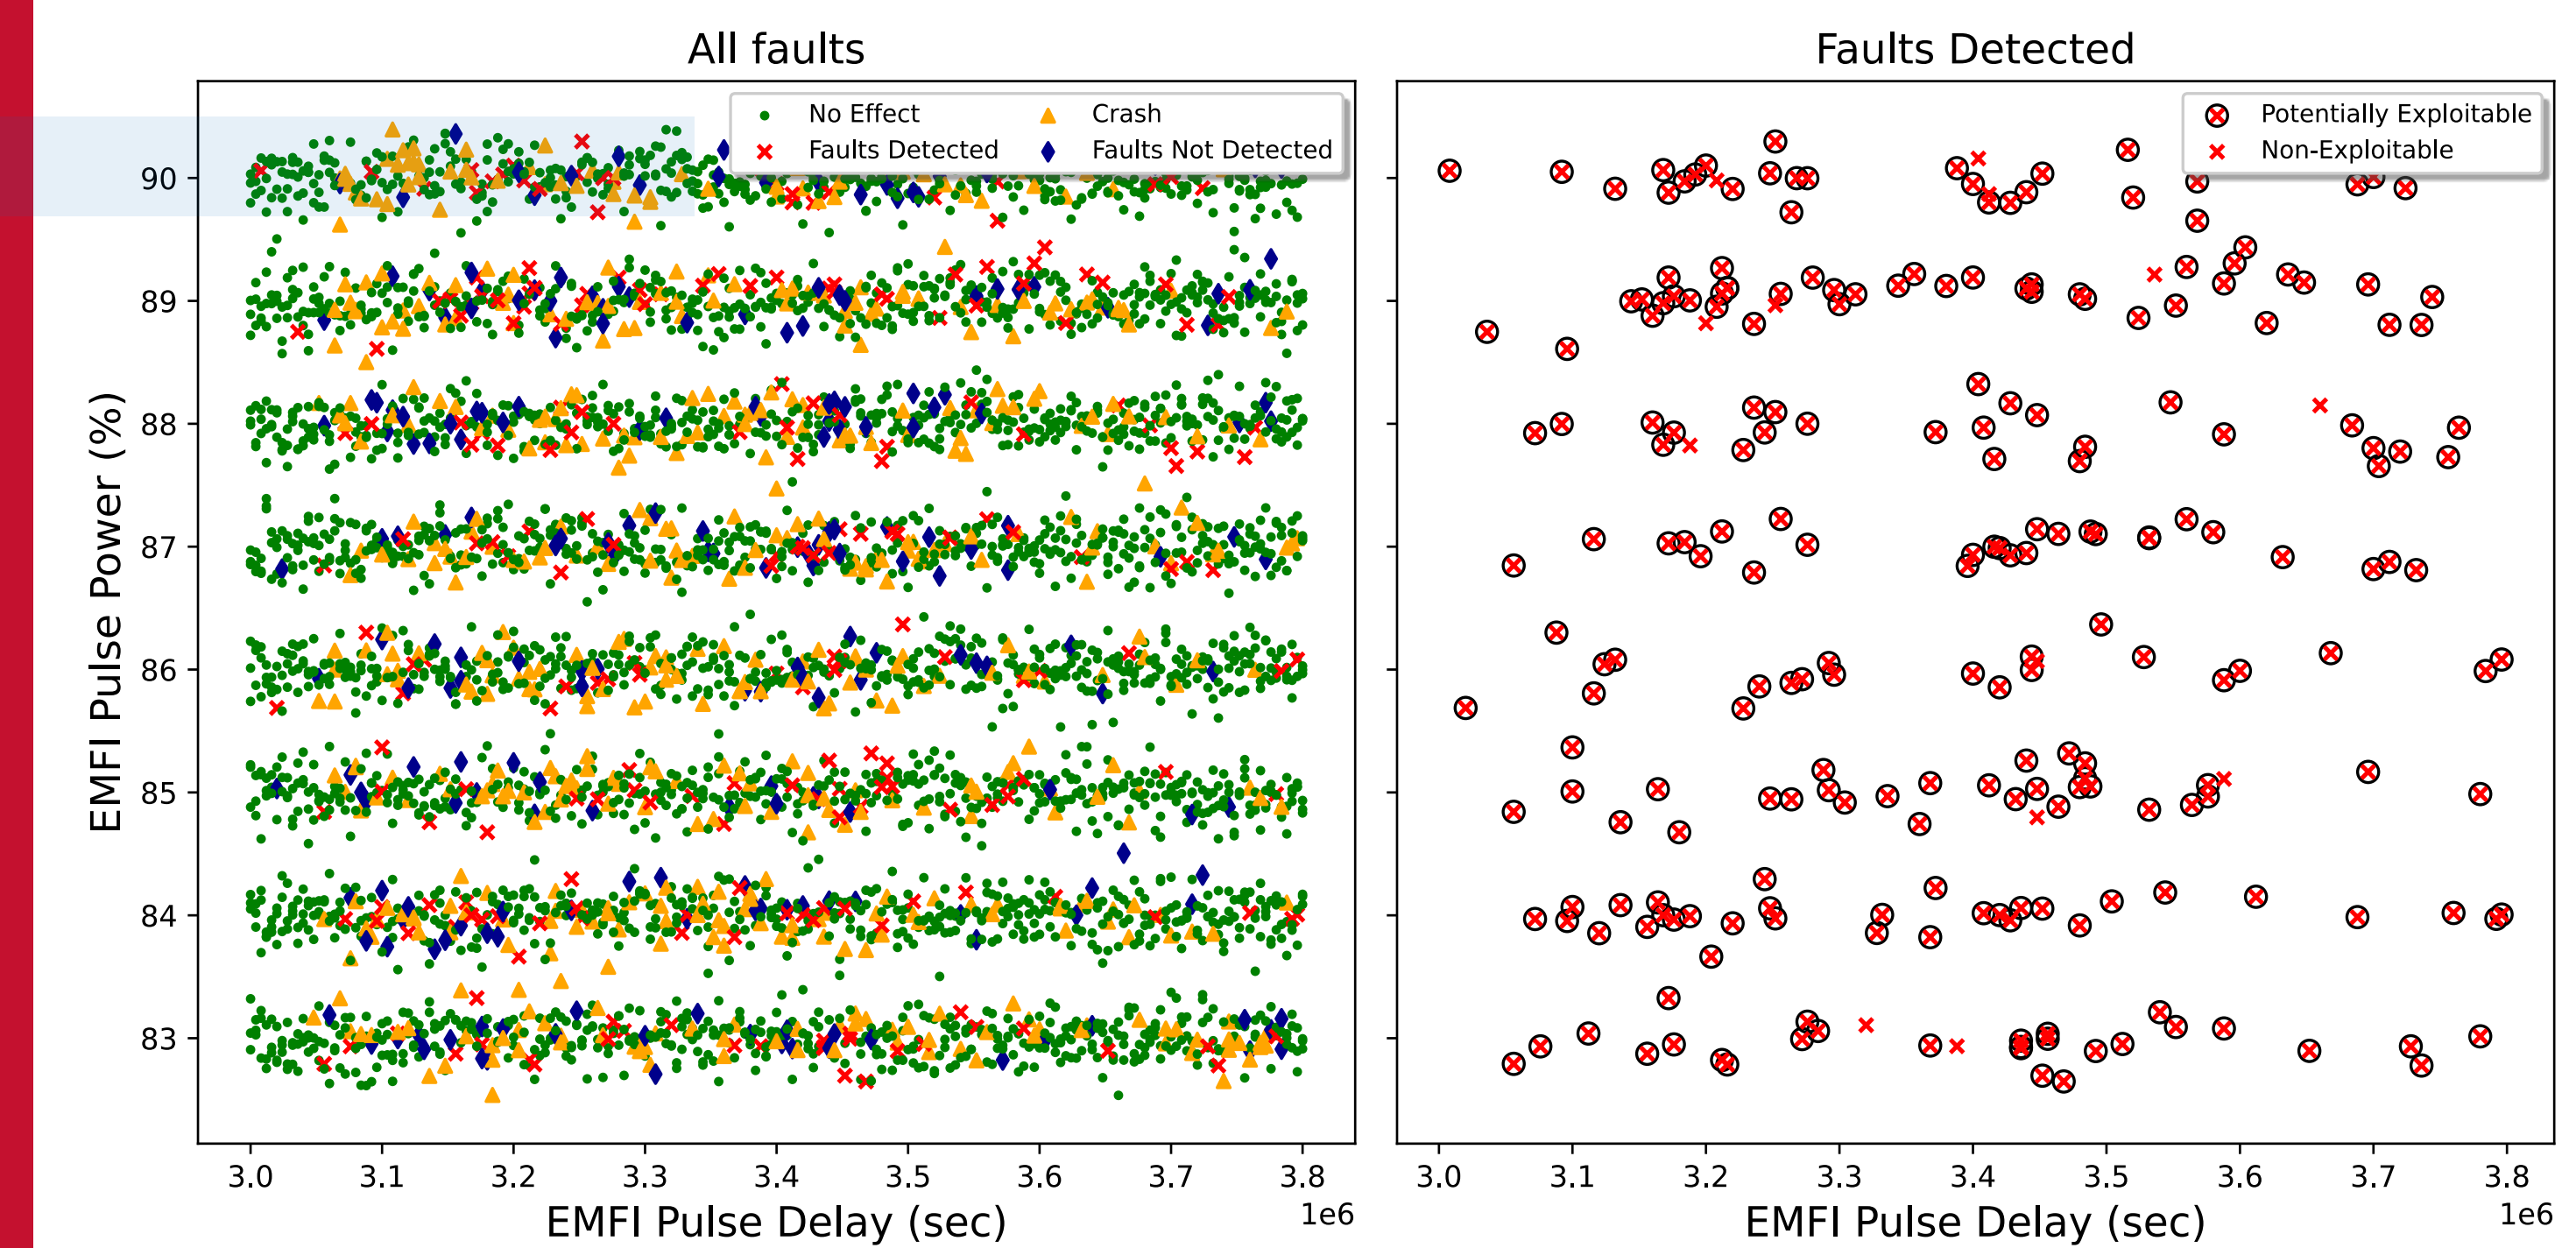 All faults
No Effect
Faults Detected
Crash
Faults Not Detected
90
89
88
87
86
85
84
83
EMFI Pulse Power (%)
3.0 3.1 3.2 3.3 3.4 3.5 3.6 3.7 3.8
1e6
EMFI Pulse Delay (sec)
Faults Detected
Potentially Exploitable
Non-Exploitable
3.0 3.1 3.2 3.3 3.4 3.5 3.6 3.7 3.8
1e6
EMFI Pulse Delay (sec)